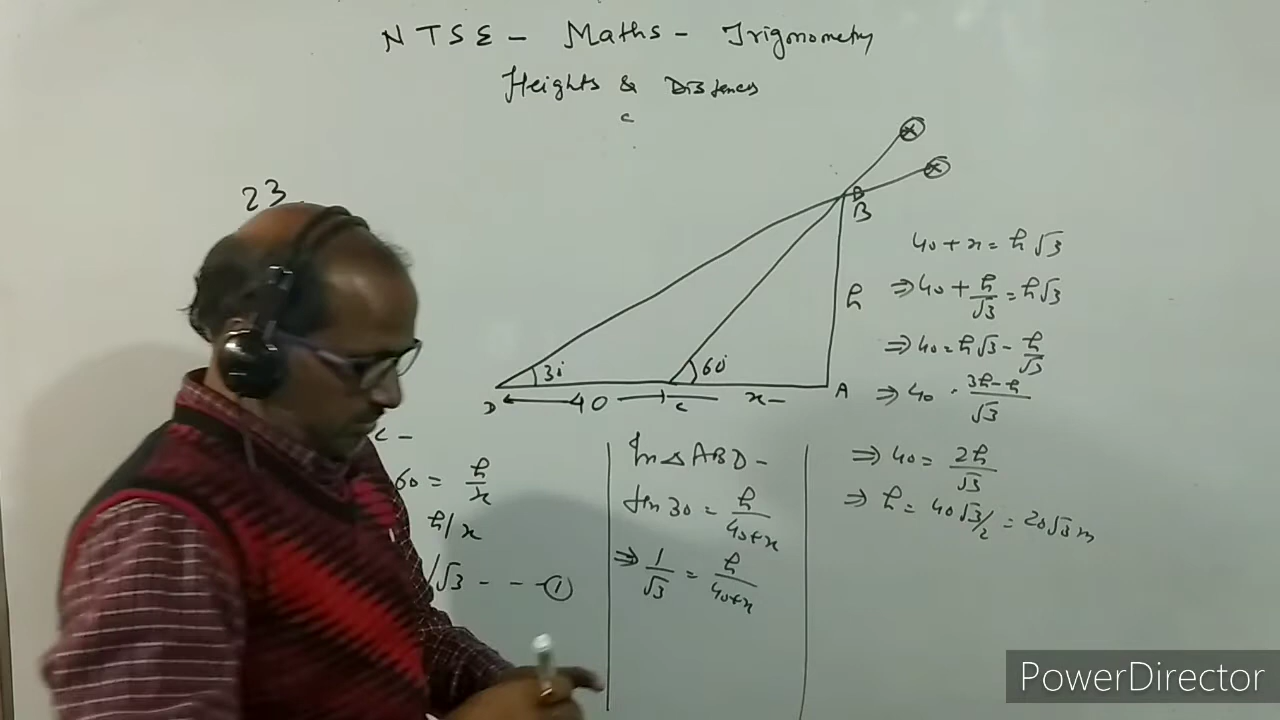 NTSE - Maths - Trigonometry
Heights & Distances
c
23
B
h
30
60
D
40
c
x
A
c -
60 = h/x
h/x
/√3 - - - ①
In △ ABD -
tan 30 = h/40+x
⇒ 1/√3 = h/40+x
40 + x = h√3
⇒ 40 + h/√3 = h√3
⇒ 40 = h√3 - h/√3
⇒ 40 = 3h-h/√3
⇒ 40 = 2h/√3
⇒ h = 40√3/2 = 20√3 m
PowerDirector